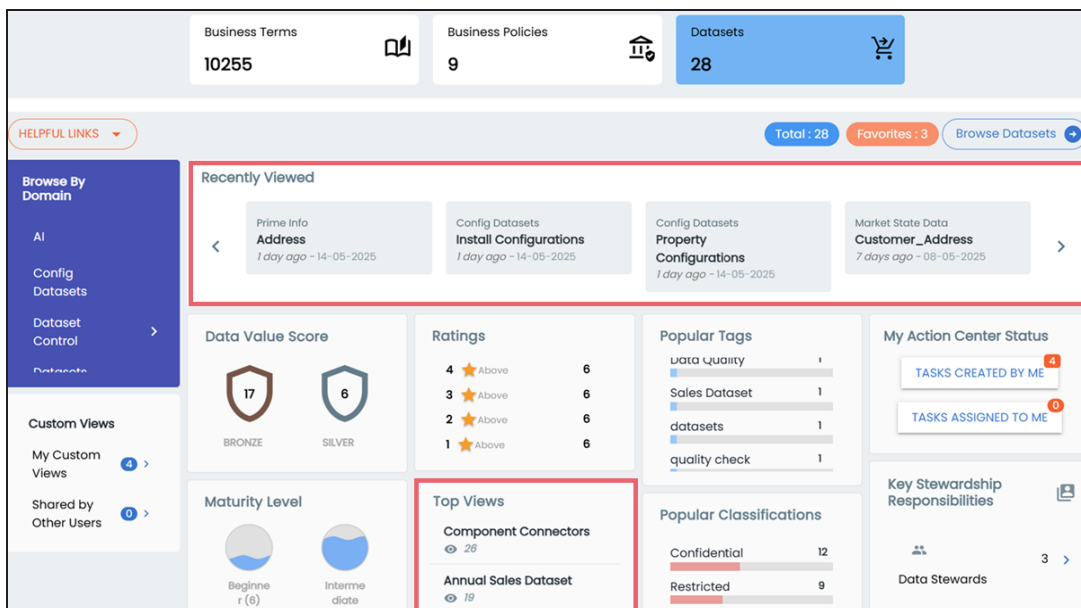 Business Terms
10255
Business Policies
9
Datasets
28
HELPFUL LINKS
Total : 28
Favorites : 3
Browse Datasets
Browse By
Domain
AI
Config
Datasets
Dataset
Control
Datasets
Custom Views
My Custom
Views
4
Shared by
Other Users
0
Recently Viewed
Prime Info
Address
1 day ago - 14-05-2025
Config Datasets
Install Configurations
1 day ago - 14-05-2025
Config Datasets
Property
Configurations
1 day ago - 14-05-2025
Market State Data
Customer_Address
7 days ago - 08-05-2025
Data Value Score
17
BRONZE
6
SILVER
Ratings
4 Above 6
3 Above 6
2 Above 6
1 Above 6
Popular Tags
Data Quality 1
Sales Dataset 1
datasets 1
quality check 1
My Action Center Status
TASKS CREATED BY ME
4
TASKS ASSIGNED TO ME
0
Maturity Level
Beginne
r (6)
Interme
diate
Top Views
Component Connectors
26
Annual Sales Dataset
19
Popular Classifications
Confidential 12
Restricted 9
Key Stewardship
Responsibilities
3
Data Stewards